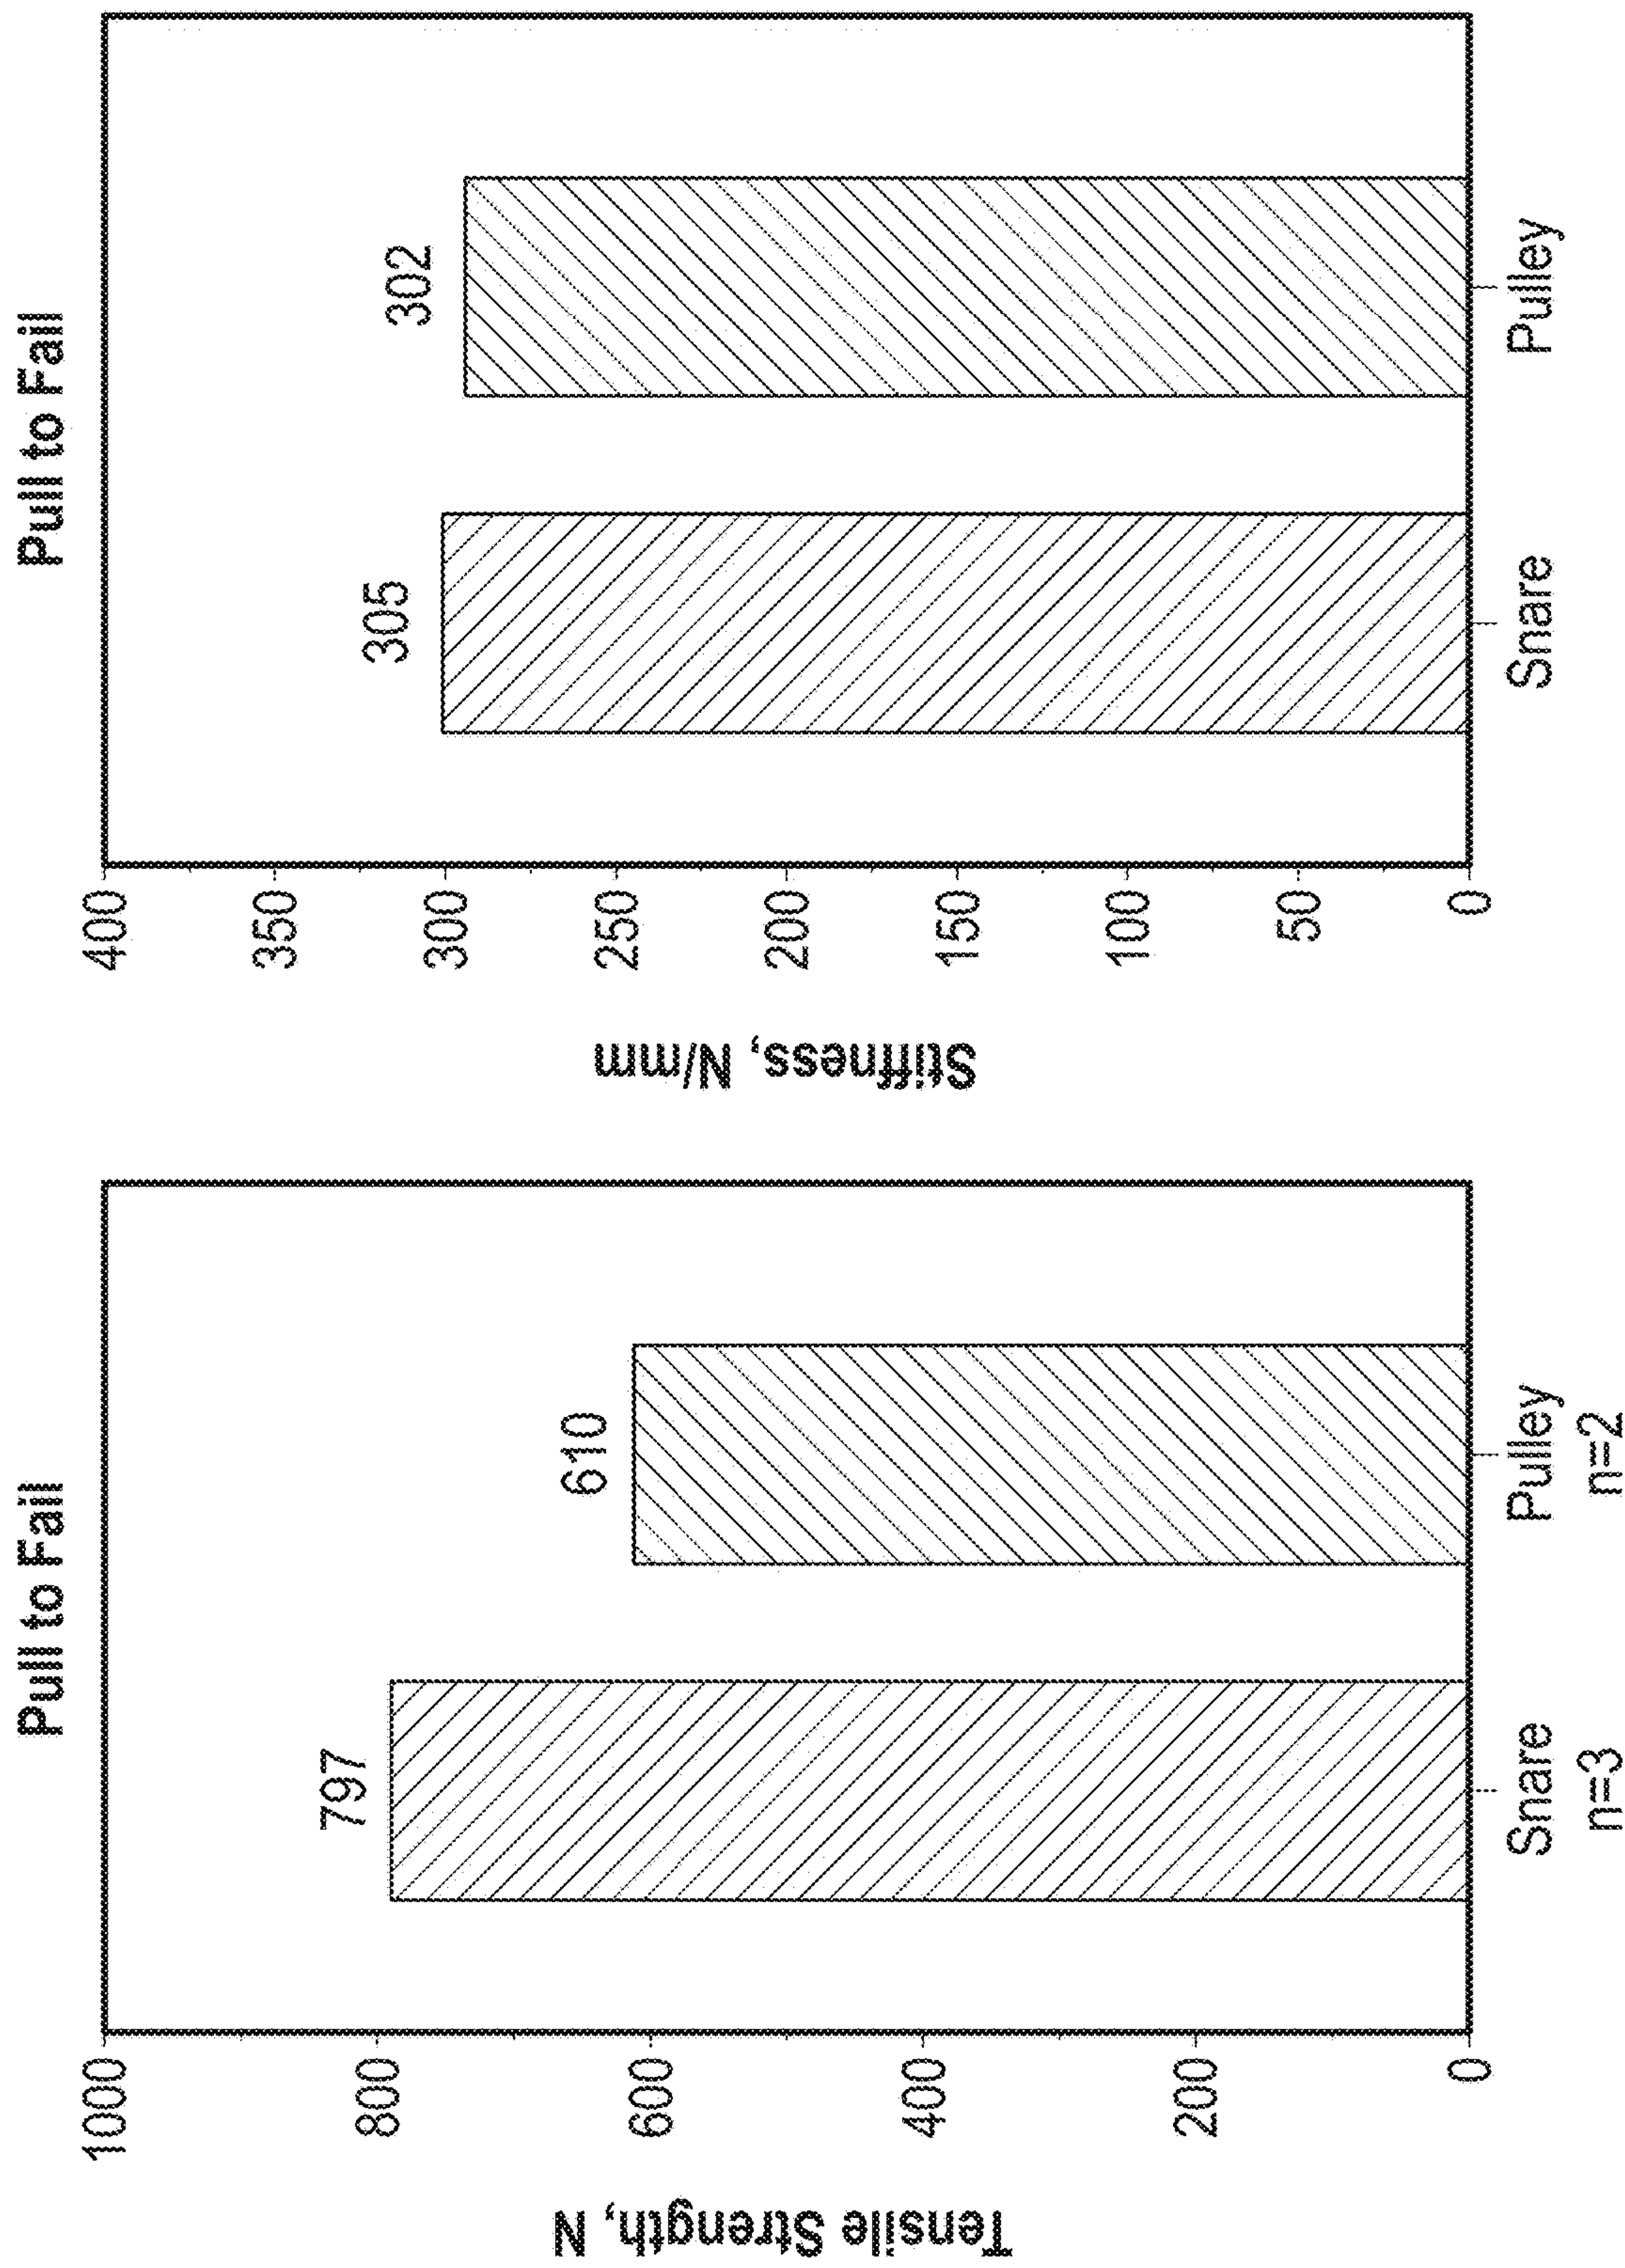 Pull to Fail
Tensile Strength, N
1000
800
600
400
200
0
797
610
Snare
n=3
Pulley
n=2
Pull to Fail
Stiffness, N/mm
400
350
300
250
200
150
100
50
0
305
302
Snare
Pulley